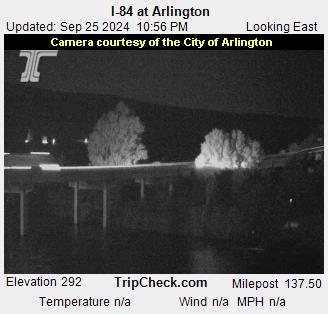 I-84 at Arlington
Updated: Sep 25 2024 10:56 PM Looking East
Camera courtesy of the City of Arlington
Elevation 292 TripCheck.com Milepost 137.50
Temperature n/a Wind n/a MPH n/a